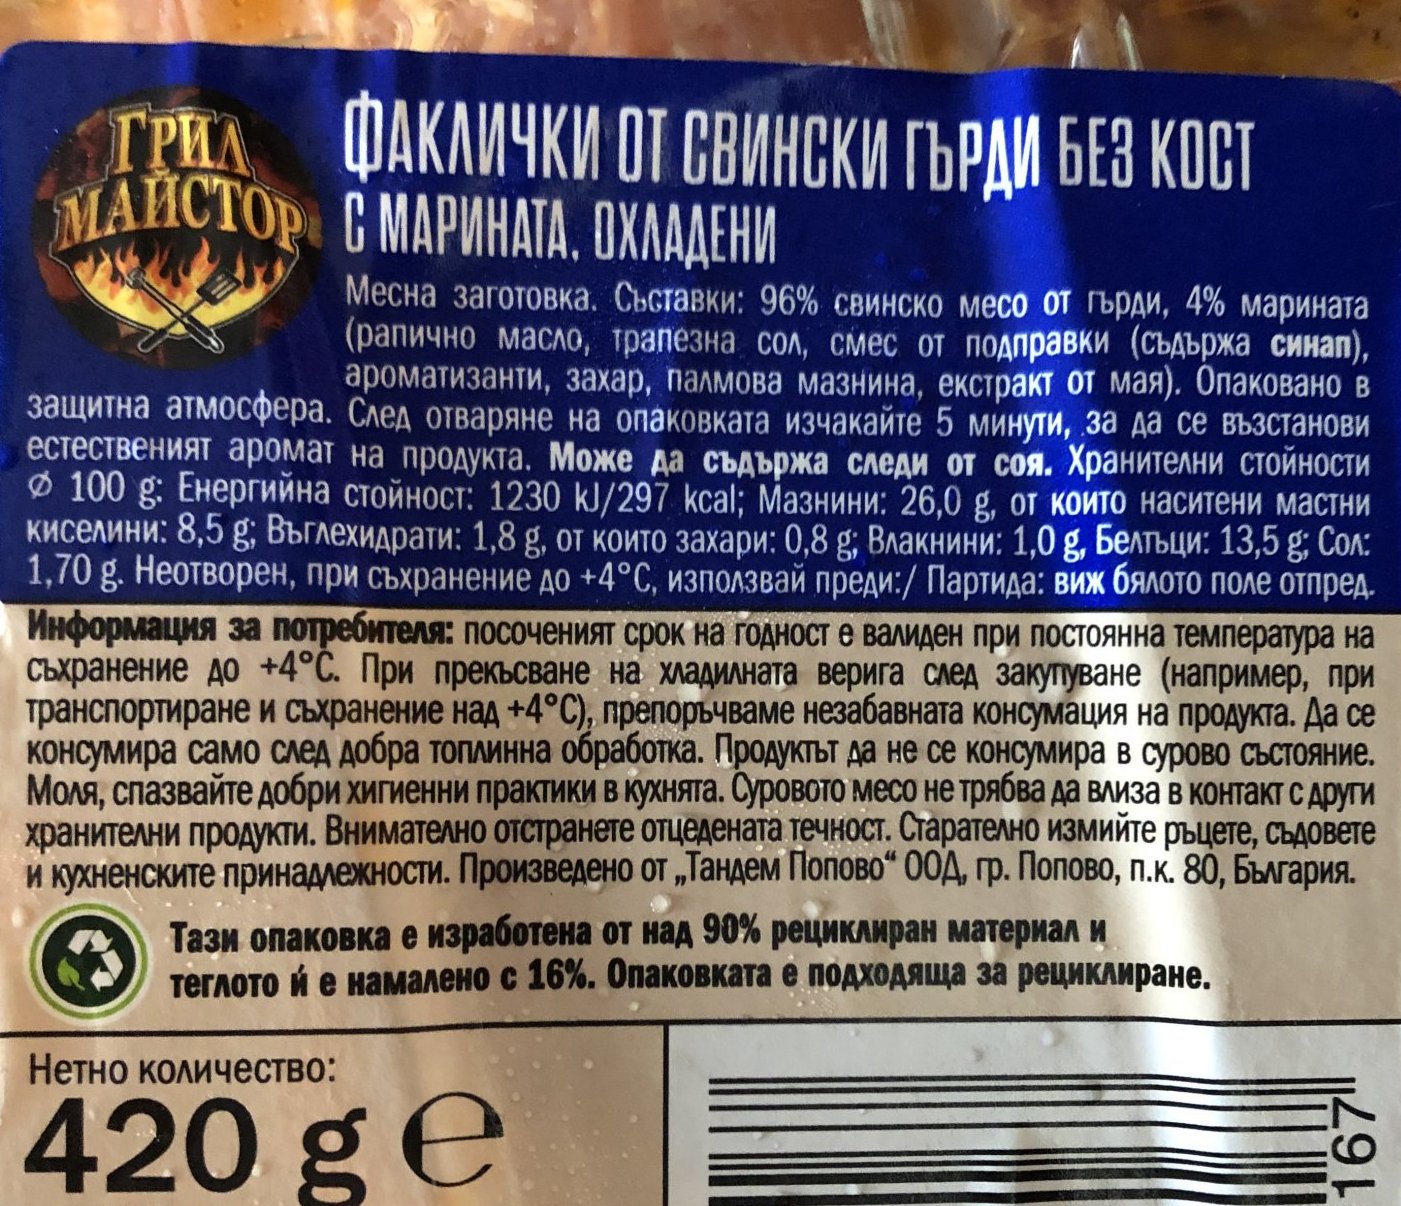 ГРИЛ
МАЙСТОР
ФАКЛИЧКИ ОТ СВИНСКИ ГЪРДИ БЕЗ КОСТ
С МАРИНАТА, ОХЛАДЕНИ
Месна заготовка. Съставки: 96% свинско месо от гърди, 4% марината
(рапично масло, трапезна сол, смес от подправки (съдържа синап),
ароматизанти, захар, палмова мазнина, екстракт от мая). Опаковано в
защитна атмосфера. След отваряне на опаковката изчакайте 5 минути, за да се възстанови
естественият аромат на продукта. Може да съдържа следи от соя. Хранителни стойности
Ø 100 g: Енергийна стойност: 1230 kJ/297 kcal; Мазнини: 26,0 g, от които наситени мастни
киселини: 8,5 g; Въглехидрати: 1,8 g, от които захари: 0,8 g; Влакнини: 1,0 g, Белтъци: 13,5 g; Сол:
1,70 g. Неотворен, при съхранение до +4°C, използвай преди:/ Партида: виж бялото поле отпред.
Информация за потребителя: посоченият срок на годност е валиден при постоянна температура на
съхранение до +4°C. При прекъсване на хладилната верига след закупуване (например, при
транспортиране и съхранение над +4°C), препоръчваме незабавната консумация на продукта. Да се
консумира само след добра топлинна обработка. Продуктът да не се консумира в сурово състояние.
Моля, спазвайте добри хигиенни практики в кухнята. Суровото месо не трябва да влиза в контакт с други
хранителни продукти. Внимателно отстранете отцедената течност. Старателно измийте ръцете, съдовете
и кухненските принадлежности. Произведено от „Тандем Попово“ ООД, гр. Попово, п.к. 80, България.
Тази опаковка е изработена от над 90% рециклиран материал и
теглото ѝ е намалено с 16%. Опаковката е подходяща за рециклиране.
Нетно количество:
420 g e
167